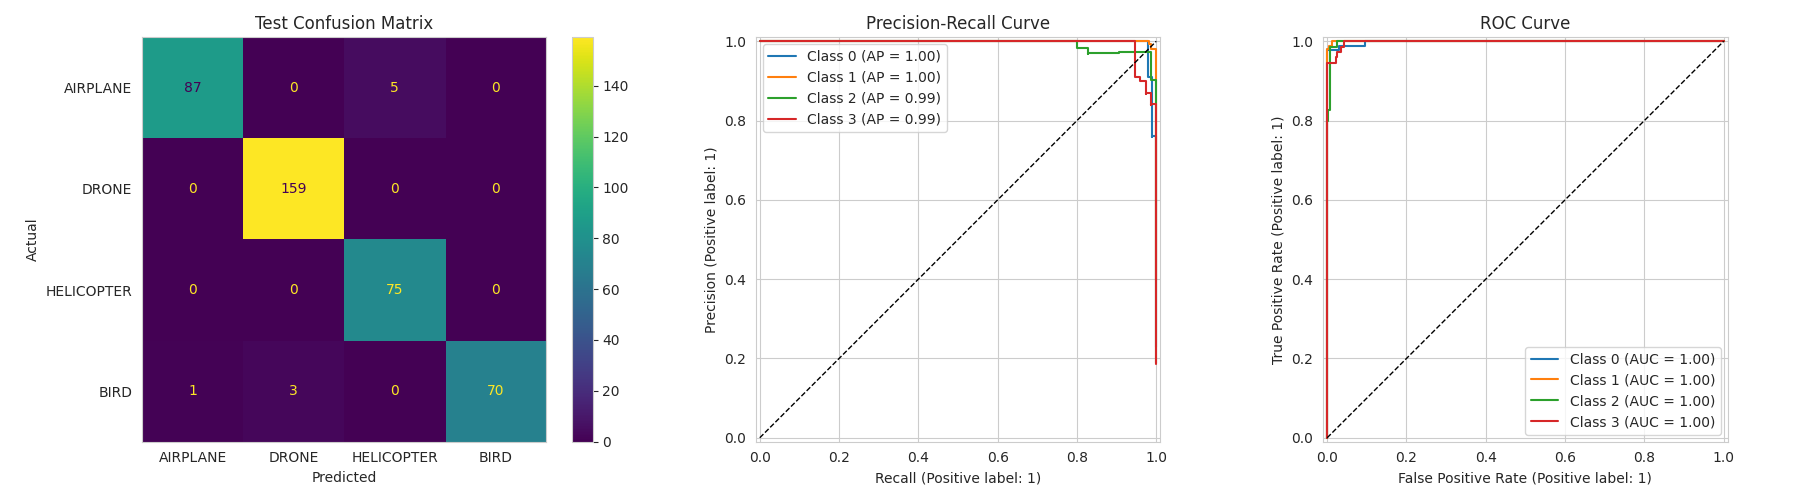 Test Confusion Matrix
AIRPLANE
DRONE
HELICOPTER
BIRD
Actual
87 0 5 0
0 159 0 0
0 0 75 0
1 3 0 70
AIRPLANE DRONE HELICOPTER BIRD
Predicted
140
120
100
80
60
40
20
0
Precision-Recall Curve
Precision (Positive label: 1)
1.0
0.8
0.6
0.4
0.2
0.0
Class 0 (AP = 1.00)
Class 1 (AP = 1.00)
Class 2 (AP = 0.99)
Class 3 (AP = 0.99)
0.0 0.2 0.4 0.6 0.8 1.0
Recall (Positive label: 1)
ROC Curve
True Positive Rate (Positive label: 1)
1.0
0.8
0.6
0.4
0.2
0.0
Class 0 (AUC = 1.00)
Class 1 (AUC = 1.00)
Class 2 (AUC = 1.00)
Class 3 (AUC = 1.00)
0.0 0.2 0.4 0.6 0.8 1.0
False Positive Rate (Positive label: 1)